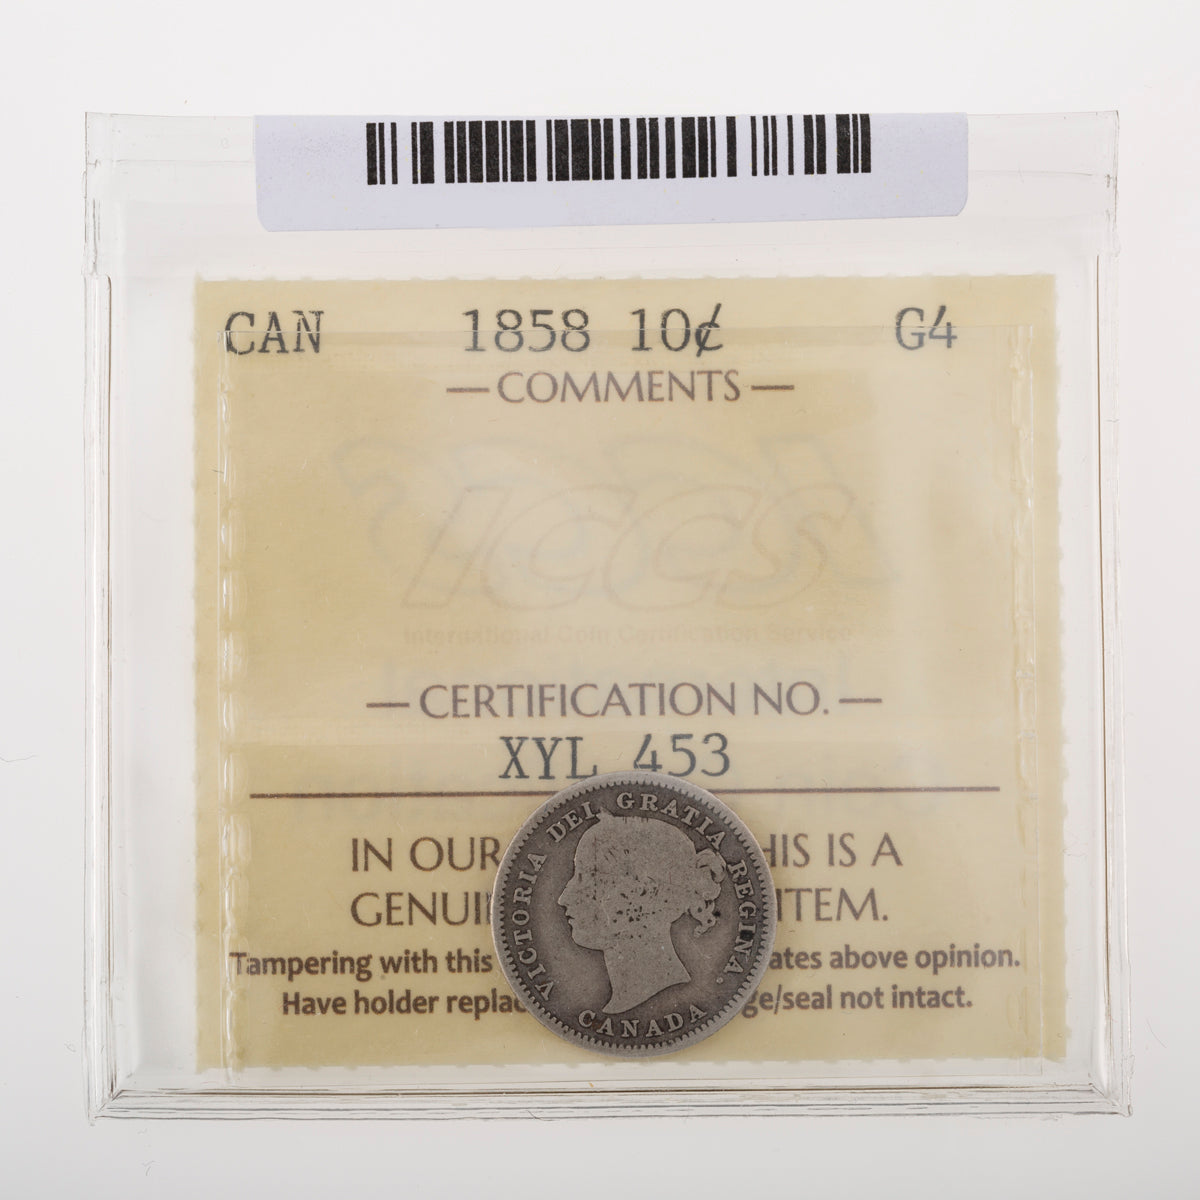 CAN 1858 10¢ G4
— COMMENTS —
ICCS
International Coin Certification Service
— CERTIFICATION NO. —
XYL 453
IN OUR HIS IS A
GENUI ITEM.
Tampering with this ates above opinion.
Have holder replac ge/seal not intact.
VICTORIA DEI GRATIA REGINA.
CANADA